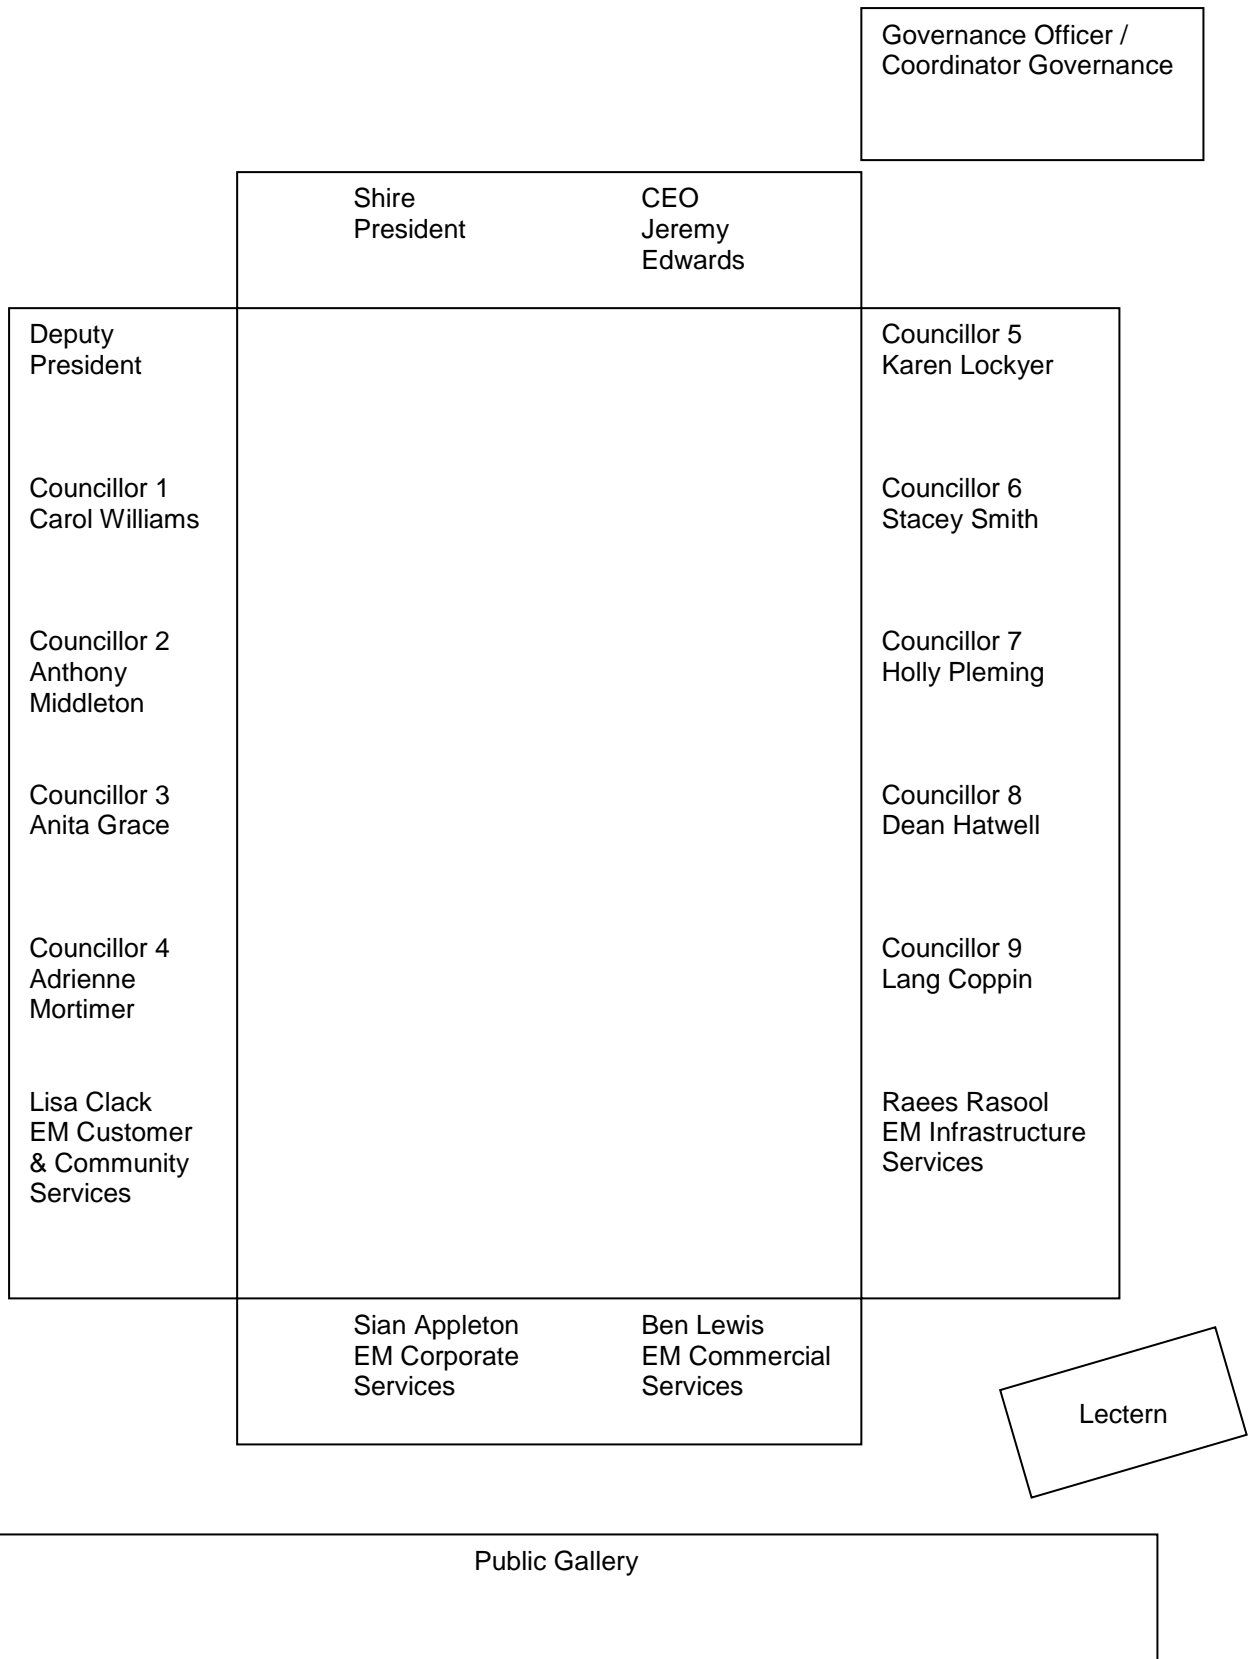 Governance Officer /
Coordinator Governance
Shire
President
CEO
Jeremy
Edwards
Deputy
President
Councillor 1
Carol Williams
Councillor 2
Anthony
Middleton
Councillor 3
Anita Grace
Councillor 4
Adrienne
Mortimer
Lisa Clack
EM Customer
& Community
Services
Councillor 5
Karen Lockyer
Councillor 6
Stacey Smith
Councillor 7
Holly Pleming
Councillor 8
Dean Hatwell
Councillor 9
Lang Coppin
Raees Rasool
EM Infrastructure
Services
Sian Appleton
EM Corporate
Services
Ben Lewis
EM Commercial
Services
Lectern
Public Gallery